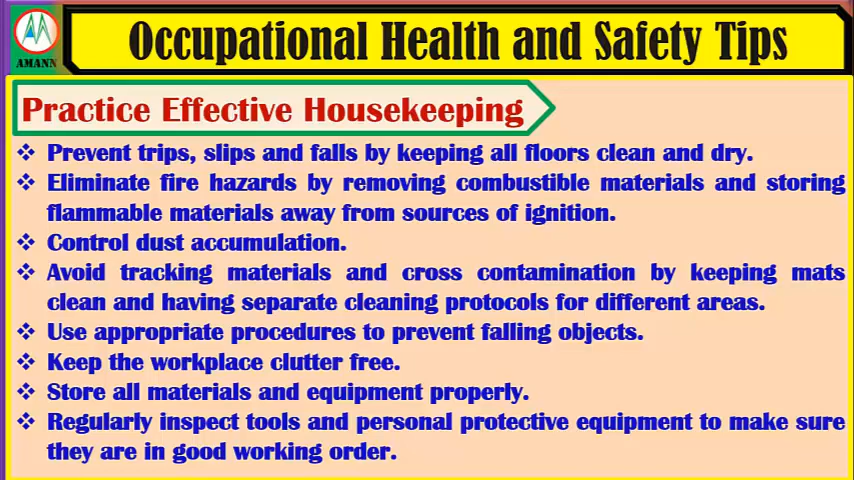 AMANN
Occupational Health and Safety Tips
Practice Effective Housekeeping
❖ Prevent trips, slips and falls by keeping all floors clean and dry.
❖ Eliminate fire hazards by removing combustible materials and storing
flammable materials away from sources of ignition.
❖ Control dust accumulation.
❖ Avoid tracking materials and cross contamination by keeping mats
clean and having separate cleaning protocols for different areas.
❖ Use appropriate procedures to prevent falling objects.
❖ Keep the workplace clutter free.
❖ Store all materials and equipment properly.
❖ Regularly inspect tools and personal protective equipment to make sure
they are in good working order.